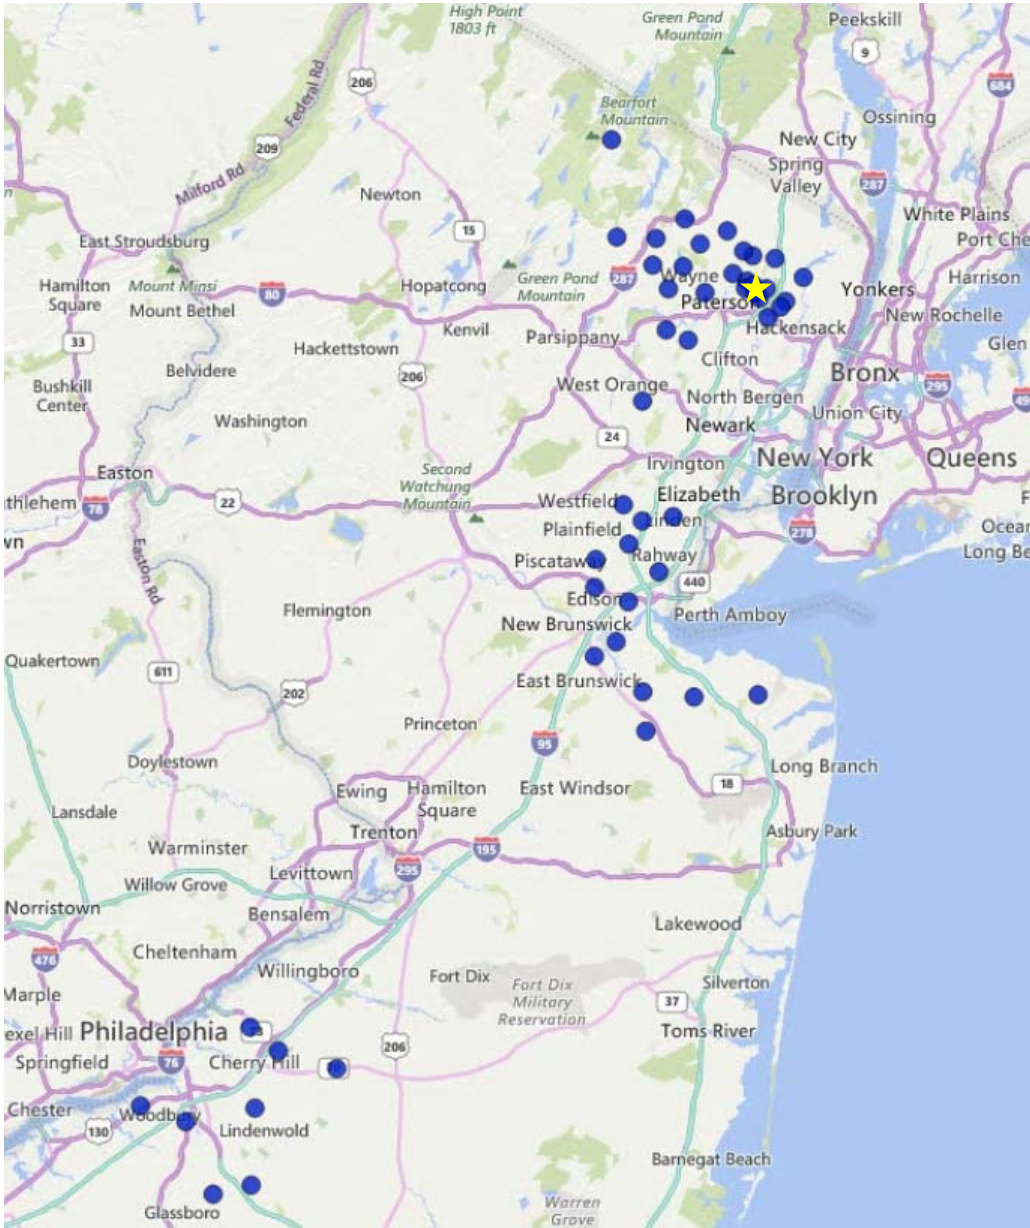 High Point
1803 ft
Green Pond
Mountain
Peekskill
9
206
684
Federal Rd
Bearfort
Mountain
Ossining
New City
209
Spring
Valley
Milford Rd
287
Newton
White Plains
15
Port Che
East Stroudsburg
Hamilton
Square
Mount Minsi
80
Hopatcong
Green Pond
Mountain
287
Wayne
Harrison
Yonkers
Mount Bethel
Paterson
New Rochelle
33
Kenvil
Parsippany
Hackensack
Glen
Hackettstown
Clifton
Belvidere
206
Bronx
295
Bushkill
Center
West Orange
North Bergen
Union City
Washington
24
Newark
Second
Watchung
Mountain
Irvington
New York
Queens
Easton
thlehem
78
22
Westfield
Elizabeth
Brooklyn
Linden
Plainfield
278
Ocean
wn
Long Be
Easton Rd
Piscataway
Rahway
440
Edison
Flemington
Perth Amboy
New Brunswick
Quakertown
611
202
East Brunswick
Princeton
95
Doylestown
Long Branch
18
Ewing
Hamilton
Square
East Windsor
Lansdale
Trenton
Asbury Park
195
Warminster
295
Levittown
Willow Grove
Norristown
Bensalem
Lakewood
476
Cheltenham
Willingboro
Fort Dix
Fort Dix
Military
Reservation
Silverton
Marple
37
exel Hill
Philadelphia
73
Toms River
206
Springfield
76
Cherry Hill
Chester
Woodbury
130
Lindenwold
Barnegat Beach
Glassboro
Warren
Grove